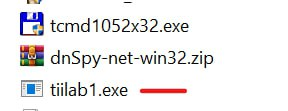 tcmd1052x32.exe
dnSpy-net-win32.zip
tiilab1.exe